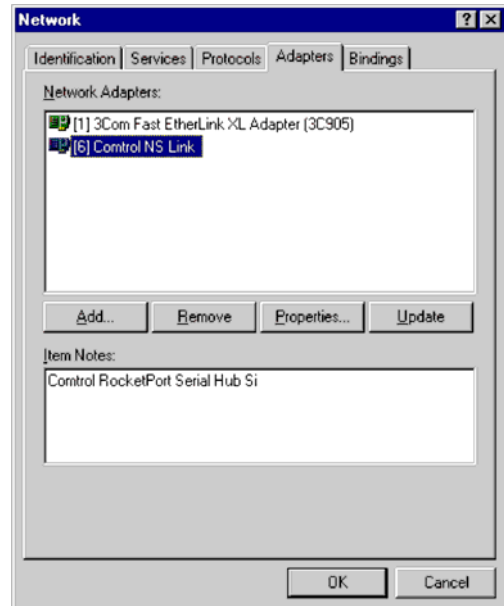 Network
Identification Services Protocols Adapters Bindings
Network Adapters:
[1] 3Com Fast EtherLink XL Adapter (3C905)
[6] Comtrol NS Link
Add... Remove Properties... Update
Item Notes:
Comtrol RocketPort Serial Hub Si
OK Cancel